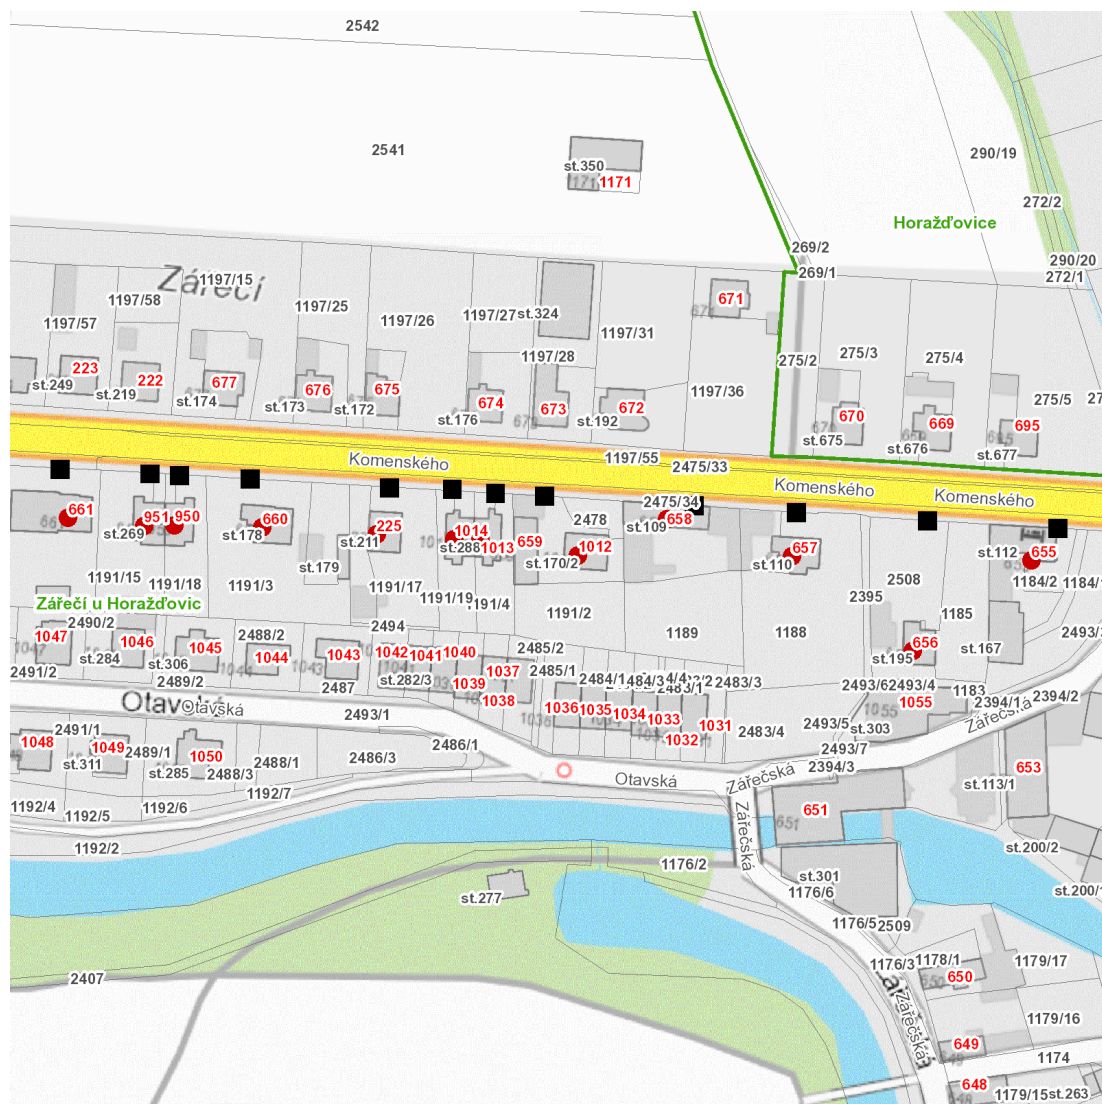 2542
2541
st.350
1171
290/19
272/2
Horažďovice
269/2
290/20
269/1
272/1
Zářečí
1197/15
1197/58
1197/25
1197/26
1197/27
st.324
1197/57
1197/31
671
1197/28
275/2
275/3
275/4
1197/36
275/5
223
222
677
676
675
674
673
672
670
669
695
st.249
st.219
st.174
st.173
st.172
st.176
st.192
st.675
st.676
st.677
Komenského
1197/55
2475/33
Komenského
Komenského
2475/34
661
951
950
660
225
1014
1013
659
2478
658
st.109
1012
657
655
st.269
st.178
st.211
st.288
st.170/2
st.110
st.112
st.179
1191/15
1191/18
1191/3
1191/17
1191/19
1191/4
1191/2
2508
2395
1184/2
Zářečí u Horažďovic
2490/2
2488/2
2494
1189
1188
1185
2493/3
1047
1046
1045
1044
1043
1042
1041
1040
656
st.195
st.167
st.284
st.306
2491/2
2489/2
2487
st.282/3
1039
1037
1038
2485/2
2485/1
2484/1
2483/1
2483/3
2493/6
2493/4
1183
2394/1
2394/2
Otavská
2493/1
1036
1035
1034
1033
1032
1031
2483/4
2493/5
1055
st.303
Zářečská
1048
2491/1
1049
2489/1
1050
2488/1
2486/3
2486/1
2493/7
2394/3
st.311
st.285
2488/3
Otavská
Zářečská
653
st.113/1
1192/4
1192/5
1192/6
1192/7
1192/2
651
Zářečská
st.200/2
1176/2
st.301
1176/6
st.277
1176/5
2509
2407
1176/3
1178/1
1179/17
650
Zářečská
1179/16
649
1174
648
1179/15
st.263